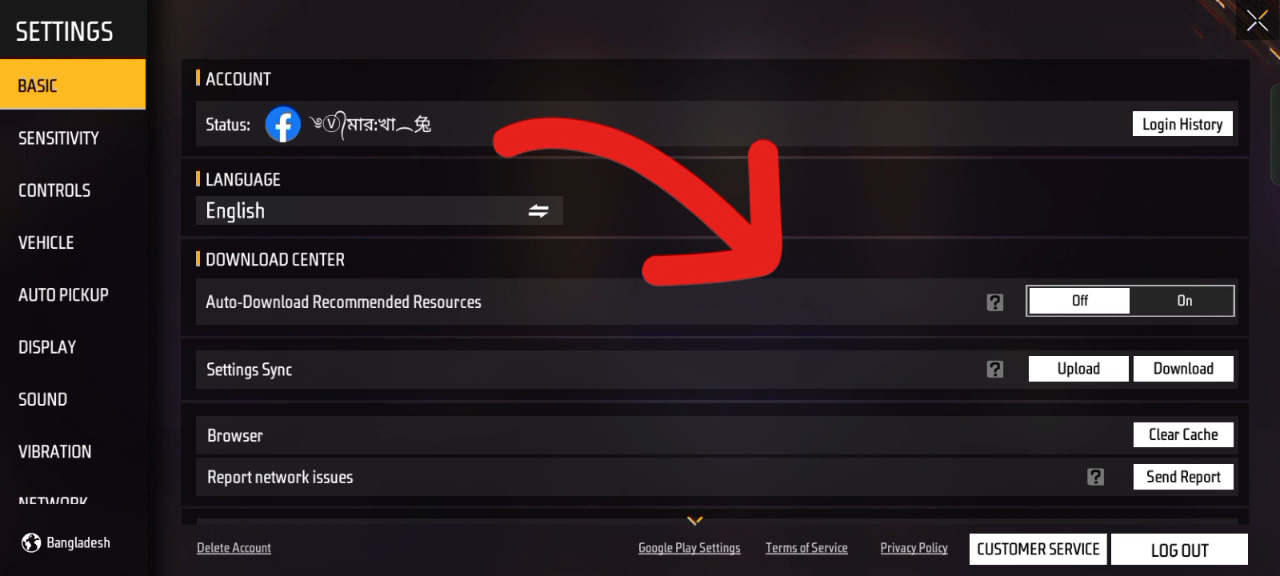 SETTINGS
BASIC
SENSITIVITY
CONTROLS
VEHICLE
AUTO PICKUP
DISPLAY
SOUND
VIBRATION
NETWORK
Bangladesh
ACCOUNT
Status: ༄Ⓥ᭄মার:খা︵兔
Login History
LANGUAGE
English
DOWNLOAD CENTER
Auto-Download Recommended Resources ? Off On
Settings Sync ? Upload Download
Browser Clear Cache
Report network issues ? Send Report
Delete Account Google Play Settings Terms of Service Privacy Policy CUSTOMER SERVICE LOG OUT